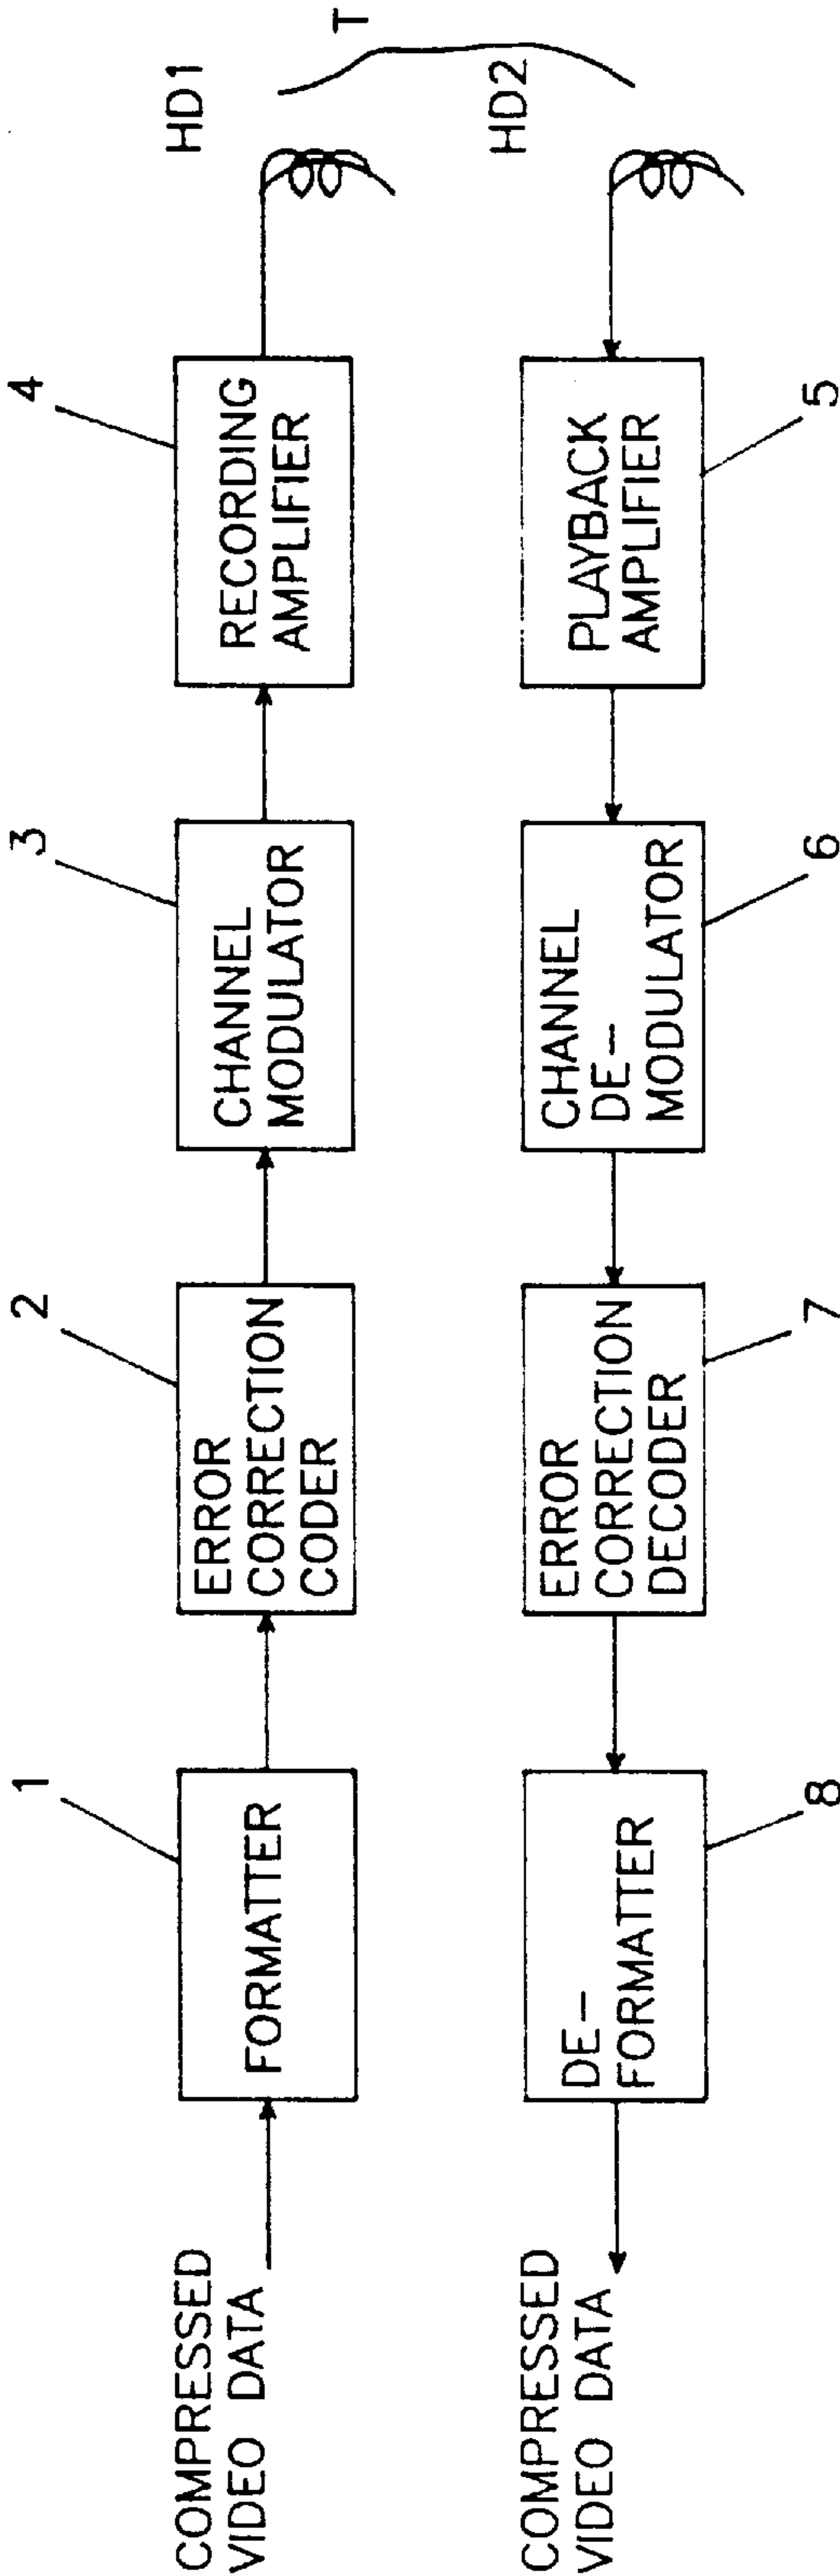 COMPRESSED
VIDEO DATA
1
FORMATTER
2
ERROR
CORRECTION
CODER
3
CHANNEL
MODULATOR
4
RECORDING
AMPLIFIER
HD1
T
COMPRESSED
VIDEO DATA
DE-
FORMATTER
8
ERROR
CORRECTION
DECODER
7
CHANNEL
DE-
MODULATOR
6
PLAYBACK
AMPLIFIER
5
HD2